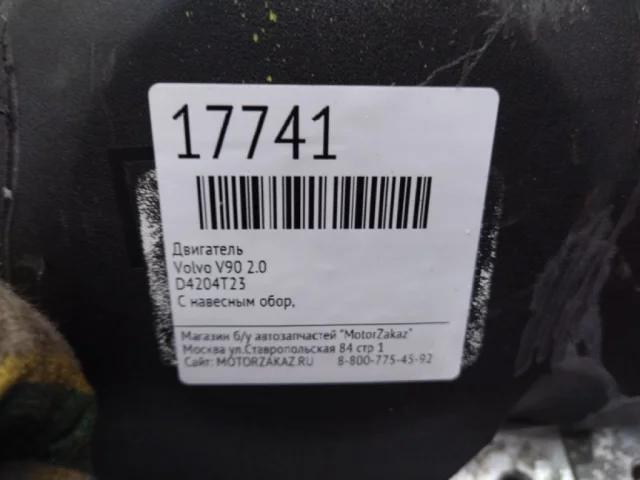 17741
Двигатель
Volvo V90 2.0
D4204T23
С навесным обор,
Магазин б/у автозапчастей "MotorZakaz"
Москва ул.Ставропольская 84 стр 1
Сайт: MOTORZAKAZ.RU 8-800-775-45-92